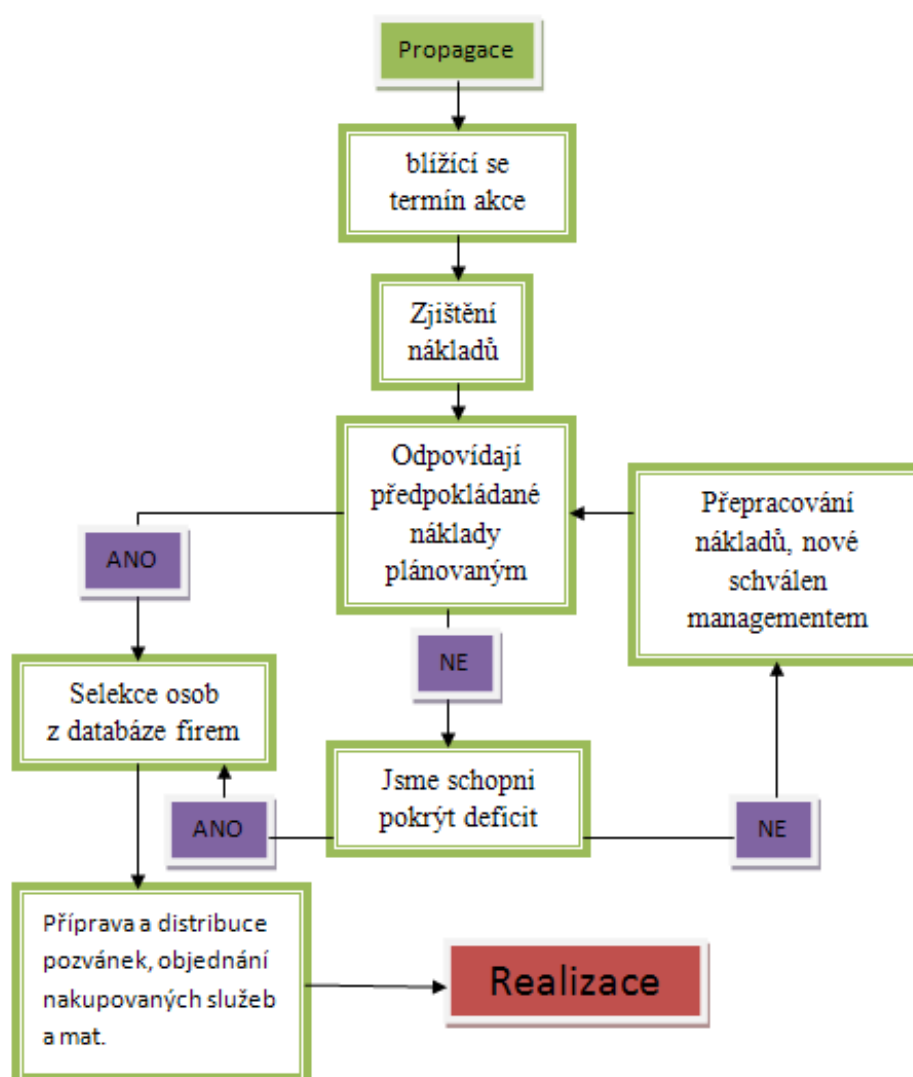 Propagace
blížící se
termín akce
Zjištění
nákladů
Odpovídají
předpokládané
náklady
plánovaným
Přepracování
nákladů, nově
schválen
managementem
ANO
NE
Selekce osob
z databáze firem
Jsme schopni
pokrýt deficit
ANO
NE
Příprava a distribuce
pozvánek, objednání
nakupovaných služeb
a mat.
Realizace